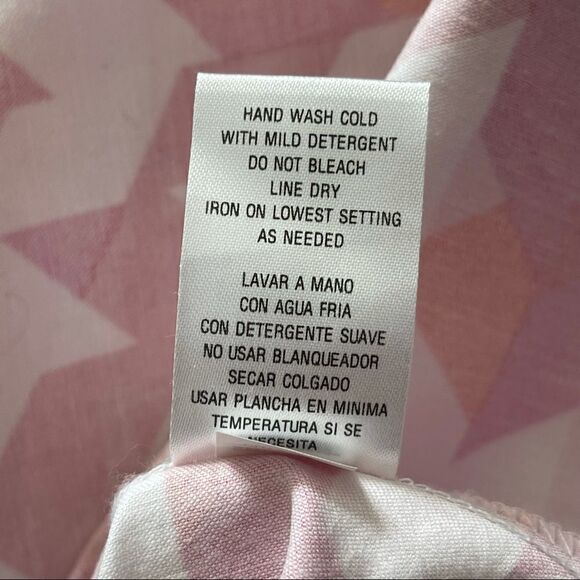 HAND WASH COLD
WITH MILD DETERGENT
DO NOT BLEACH
LINE DRY
IRON ON LOWEST SETTING
AS NEEDED
LAVAR A MANO
CON AGUA FRIA
CON DETERGENTE SUAVE
NO USAR BLANQUEADOR
SECAR COLGADO
USAR PLANCHA EN MINIMA
TEMPERATURA SI SE
NECESITA